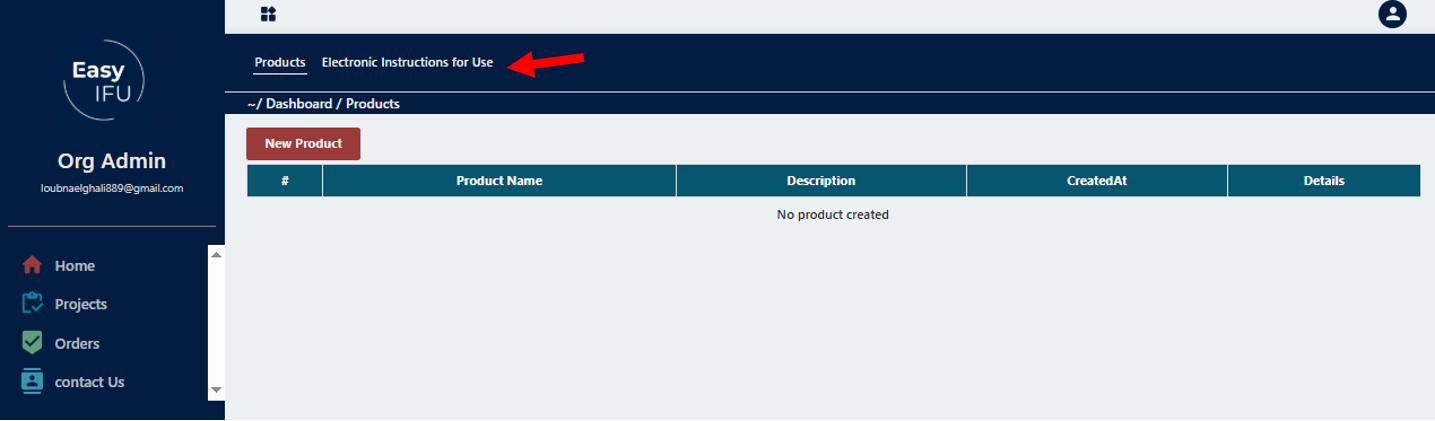 Easy
IFU
Org Admin
loubnaelghali889@gmail.com
Home
Projects
Orders
contact Us
Products Electronic Instructions for Use
~/ Dashboard / Products
New Product
# Product Name Description CreatedAt Details
No product created